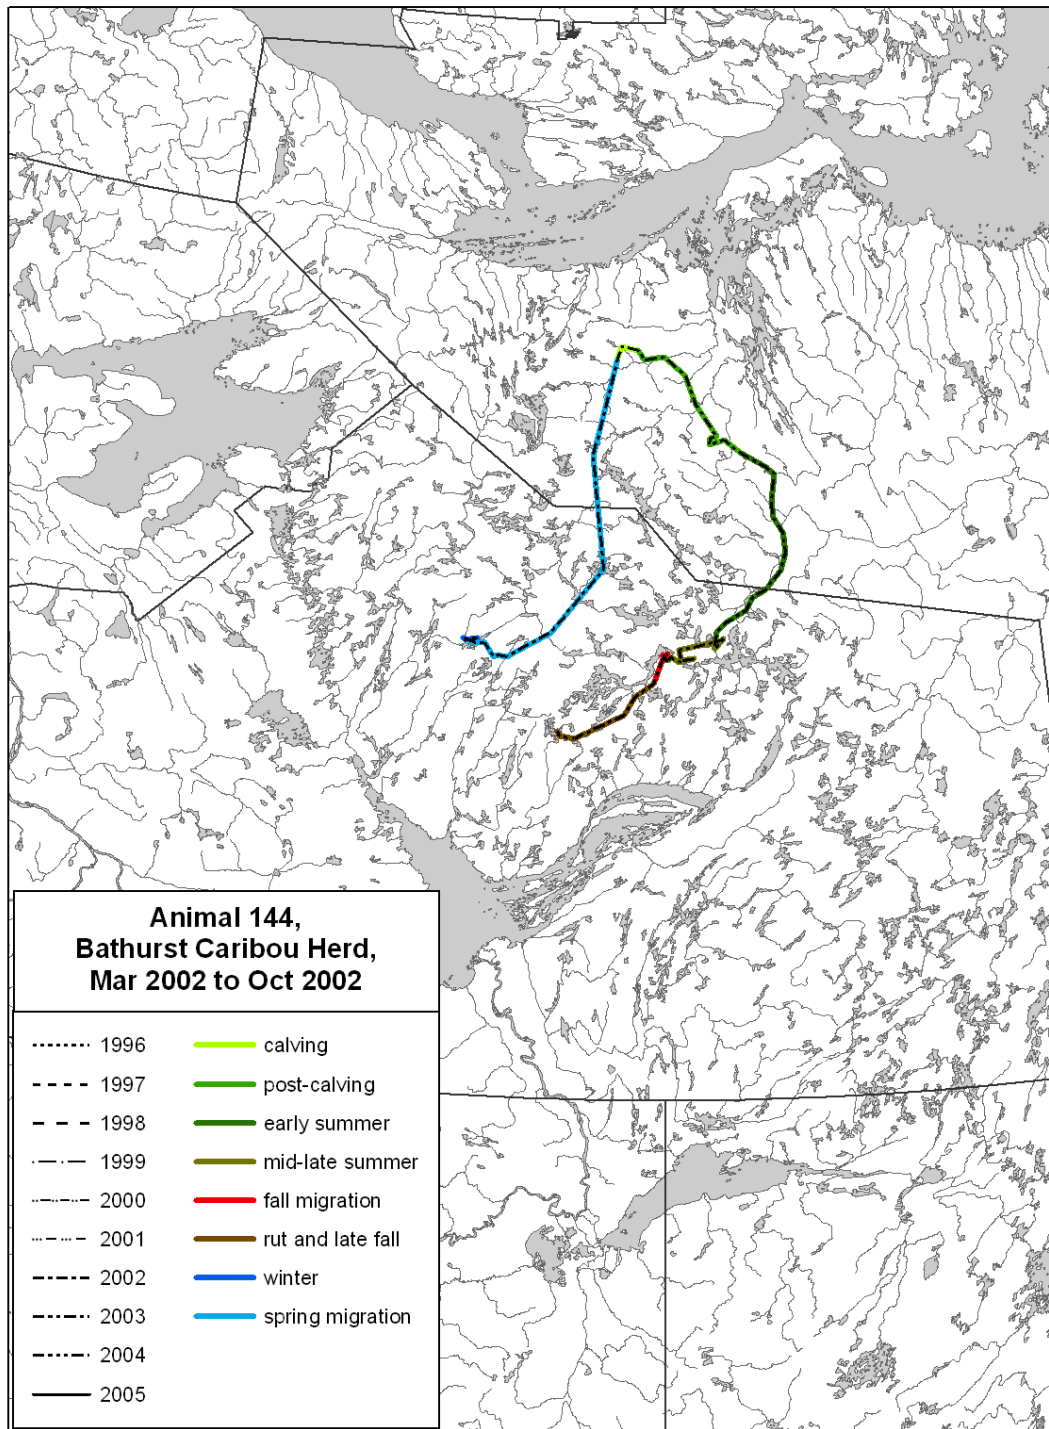 Animal 144,
Bathurst Caribou Herd,
Mar 2002 to Oct 2002
1996
1997
1998
1999
2000
2001
2002
2003
2004
2005
calving
post-calving
early summer
mid-late summer
fall migration
rut and late fall
winter
spring migration